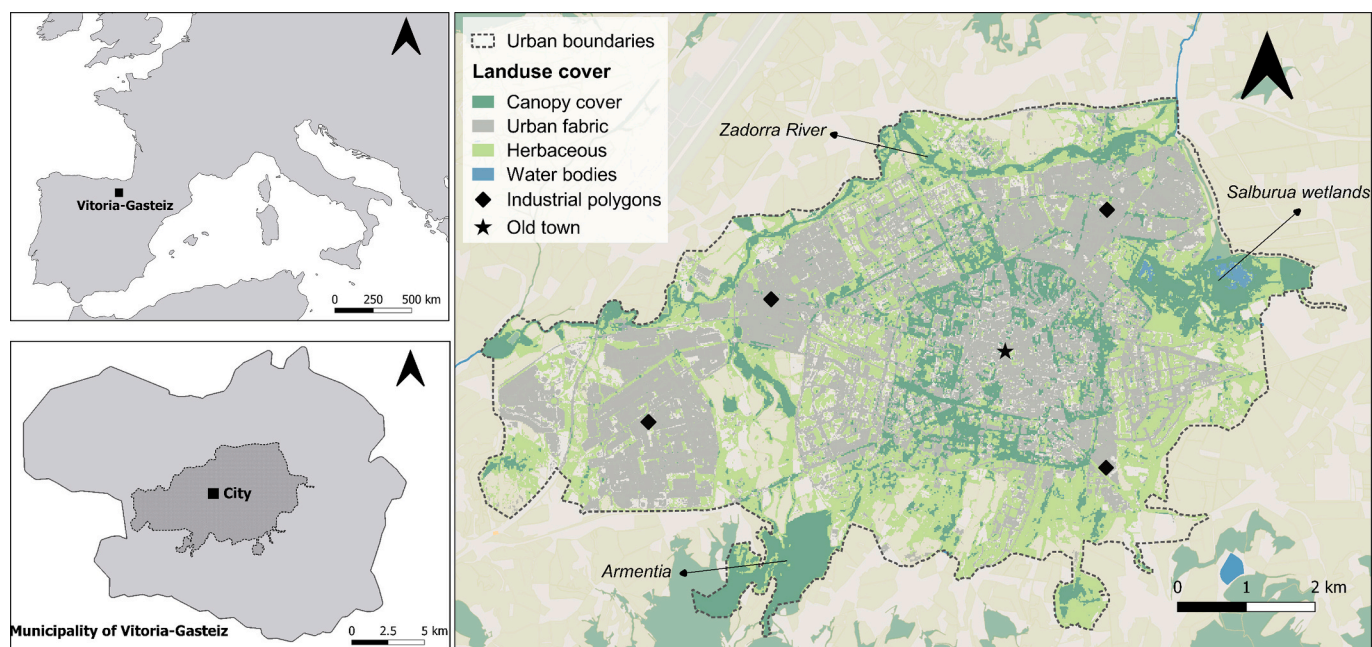 Vitoria-Gasteiz
0 250 500 km
City
Municipality of Vitoria-Gasteiz
0 2.5 5 km
Urban boundaries
Landuse cover
Canopy cover
Urban fabric
Herbaceous
Water bodies
Industrial polygons
Old town
Zadorra River
Salburua wetlands
Armentia
0 1 2 km